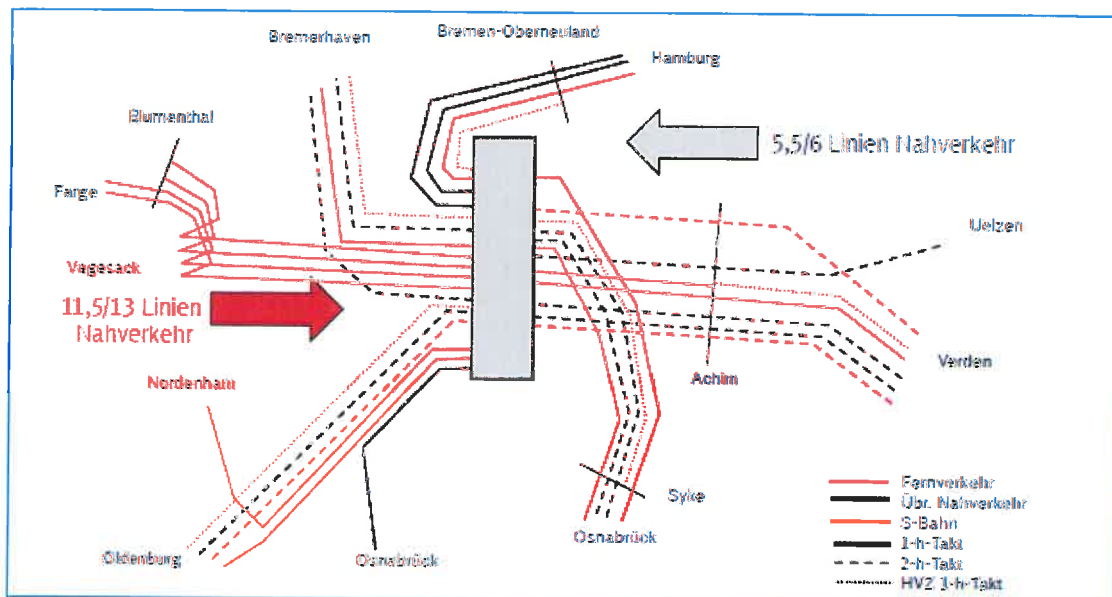 Bremerhaven
Bremen-Oberneuland
Hamburg
Blumenthal
5,5/6 Linien Nahverkehr
Farge
Uelzen
Vegesack
11,5/13 Linien
Nahverkehr
Verden
Nordenham
Achim
Syke
Oldenburg
Osnabrück
Osnabrück
Fernverkehr
Übr. Nahverkehr
S-Bahn
1-h-Takt
2-h-Takt
HVZ 1-h-Takt